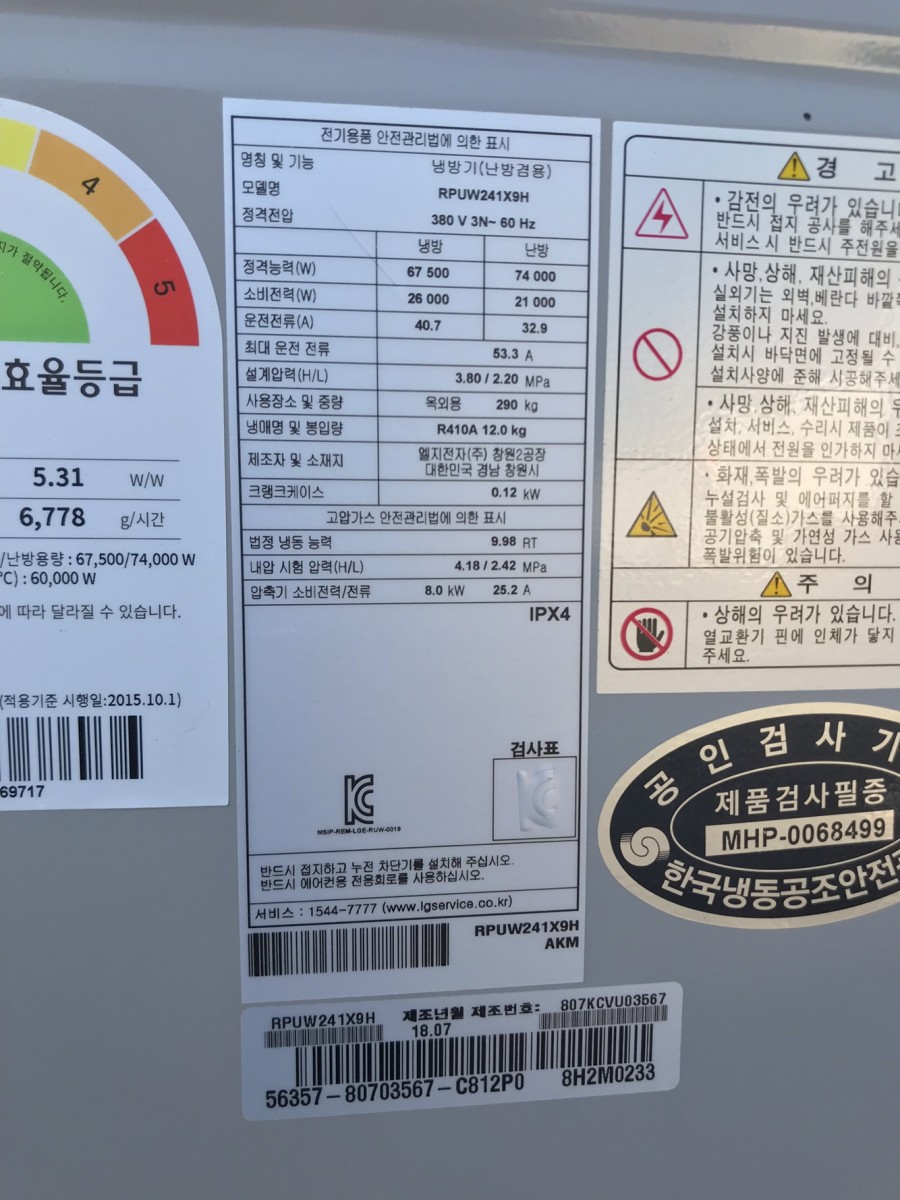 4
5
지가 절약됩니다.
효율등급
5.31 W/W
6,778 g/시간
/난방용량 : 67,500/74,000 W
℃) : 60,000 W
에 따라 달라질 수 있습니다.
(적용기준 시행일:2015.10.1)
69717
전기용품 안전관리법에 의한 표시
명칭 및 기능 냉방기(난방겸용)
모델명 RPUW241X9H
정격전압 380 V 3N~ 60 Hz
냉방 난방
정격능력(W) 67 500 74 000
소비전력(W) 26 000 21 000
운전전류(A) 40.7 32.9
최대 운전 전류 53.3 A
설계압력(H/L) 3.80 / 2.20 MPa
사용장소 및 중량 옥외용 290 kg
냉매명 및 봉입량 R410A 12.0 kg
제조자 및 소재지 엘지전자(주) 창원2공장
대한민국 경남 창원시
크랭크케이스 0.12 kW
고압가스 안전관리법에 의한 표시
법정 냉동 능력 9.98 RT
내압 시험 압력(H/L) 4.18 / 2.42 MPa
압축기 소비전력/전류 8.0 kW 25.2 A
IPX4
검사표
MSIP-REM-LGE-RUW-0019
반드시 접지하고 누전 차단기를 설치해 주십시오.
반드시 에어컨용 전용회로를 사용하십시오.
서비스 : 1544-7777 (www.lgservice.co.kr)
RPUW241X9H
AKM
RPUW241X9H 제조년월 제조번호: 807KCVU03567
18.07
56357-80703567-C812P0 8H2M0233
경 고
• 감전의 우려가 있습니
반드시 접지 공사를 해주세
서비스 시 반드시 주전원을
• 사망,상해, 재산피해의
실외기는 외벽,베란다 바깥쪽
설치하지 마세요.
강풍이나 지진 발생에 대비,
설치시 바닥면에 고정될 수
설치사양에 준해 시공해주세
• 사망,상해, 재산피해의 우
설치, 서비스, 수리시 제품이
상태에서 전원을 인가하지 마세
• 화재,폭발의 우려가 있습
누설검사 및 에어퍼지를 할
불활성(질소)가스를 사용해주
공기압축 및 가연성 가스 사용
폭발위험이 있습니다.
주 의
• 상해의 우려가 있습니다.
열교환기 핀에 인체가 닿지
주세요.
공인검사기
제품검사필증
MHP-0068499
한국냉동공조안전